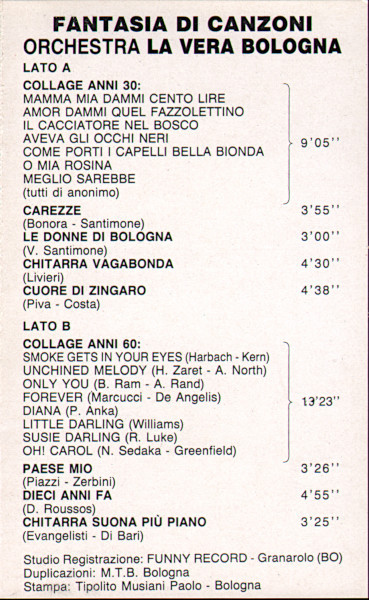 FANTASIA DI CANZONI
ORCHESTRA LA VERA BOLOGNA
LATO A
COLLAGE ANNI 30:
MAMMA MIA DAMMI CENTO LIRE
AMOR DAMMI QUEL FAZZOLETTINO
IL CACCIATORE NEL BOSCO
AVEVA GLI OCCHI NERI
COME PORTI I CAPELLI BELLA BIONDA
O MIA ROSINA
MEGLIO SAREBBE
(tutti di anonimo)
9'05''
CAREZZE 3'55''
(Bonora - Santimone)
LE DONNE DI BOLOGNA 3'00''
(V. Santimone)
CHITARRA VAGABONDA 4'30''
(Livieri)
CUORE DI ZINGARO 4'38''
(Piva - Costa)
LATO B
COLLAGE ANNI 60:
SMOKE GETS IN YOUR EYES (Harbach - Kern)
UNCHINED MELODY (H. Zaret - A. North)
ONLY YOU (B. Ram - A. Rand)
FOREVER (Marcucci - De Angelis)
DIANA (P. Anka)
LITTLE DARLING (Williams)
SUSIE DARLING (R. Luke)
OH! CAROL (N. Sedaka - Greenfield)
13'23''
PAESE MIO 3'26''
(Piazzi - Zerbini)
DIECI ANNI FA 4'55''
(D. Roussos)
CHITARRA SUONA PIÙ PIANO 3'25''
(Evangelisti - Di Bari)
Studio Registrazione: FUNNY RECORD - Granarolo (BO)
Duplicazioni: M.T.B. Bologna
Stampa: Tipolito Musiani Paolo - Bologna